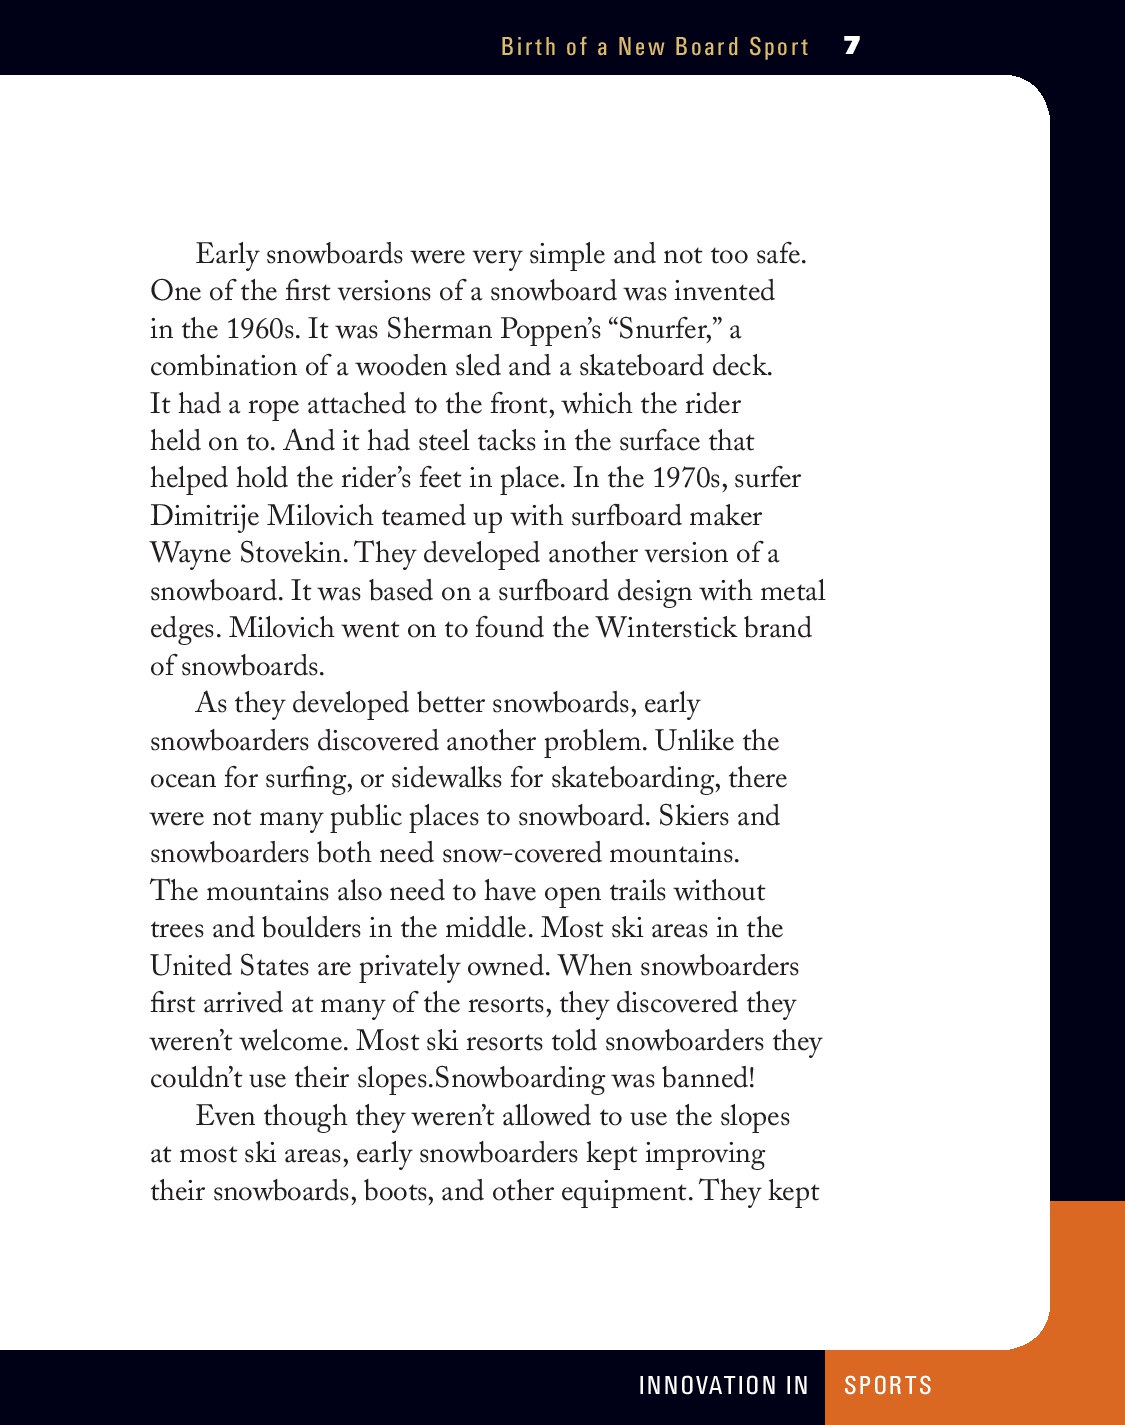 Birth of a New Board Sport 7
Early snowboards were very simple and not too safe.
One of the first versions of a snowboard was invented
in the 1960s. It was Sherman Poppen’s “Snurfer,” a
combination of a wooden sled and a skateboard deck.
It had a rope attached to the front, which the rider
held on to. And it had steel tacks in the surface that
helped hold the rider’s feet in place. In the 1970s, surfer
Dimitrije Milovich teamed up with surfboard maker
Wayne Stovekin. They developed another version of a
snowboard. It was based on a surfboard design with metal
edges. Milovich went on to found the Winterstick brand
of snowboards.
As they developed better snowboards, early
snowboarders discovered another problem. Unlike the
ocean for surfing, or sidewalks for skateboarding, there
were not many public places to snowboard. Skiers and
snowboarders both need snow-covered mountains.
The mountains also need to have open trails without
trees and boulders in the middle. Most ski areas in the
United States are privately owned. When snowboarders
first arrived at many of the resorts, they discovered they
weren’t welcome. Most ski resorts told snowboarders they
couldn’t use their slopes.Snowboarding was banned!
Even though they weren’t allowed to use the slopes
at most ski areas, early snowboarders kept improving
their snowboards, boots, and other equipment. They kept
INNOVATION IN SPORTS